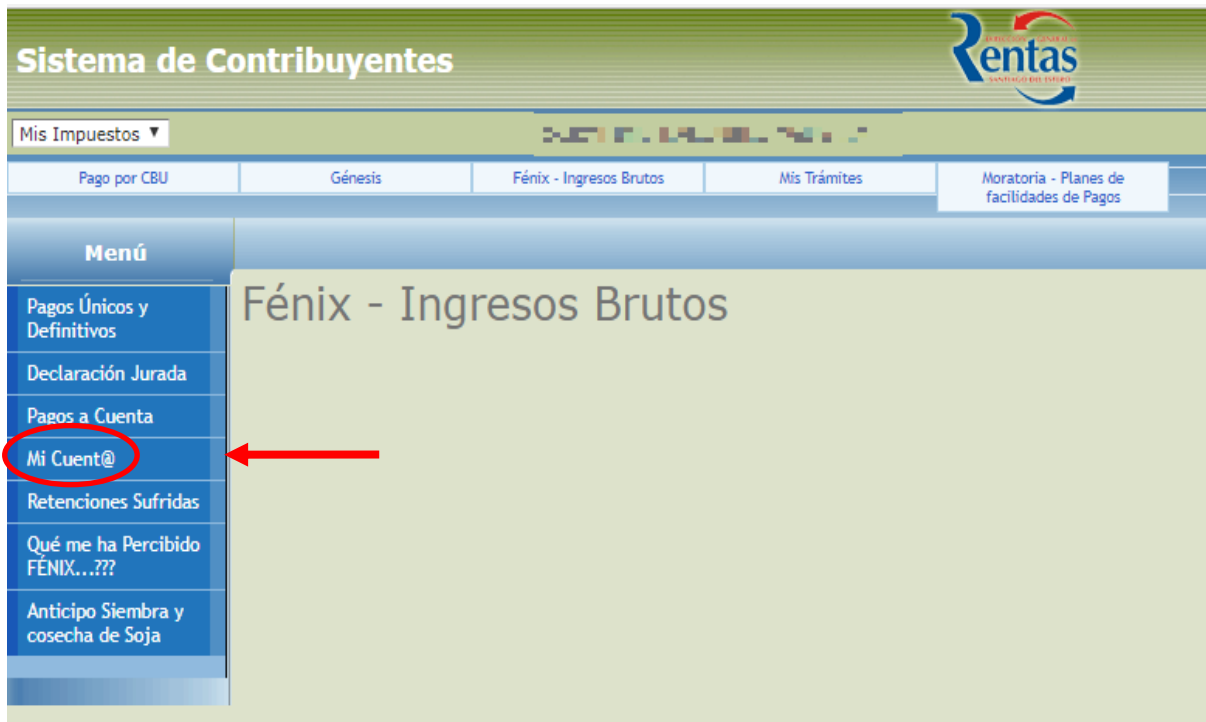 Sistema de Contribuyentes
DIRECCION GENERAL
Rentas
SANTIAGO DEL ESTERO
Mis Impuestos ▼
Pago por CBU
Génesis
Fénix - Ingresos Brutos
Mis Trámites
Moratoria - Planes de
facilidades de Pagos
Menú
Fénix - Ingresos Brutos
Pagos Únicos y
Definitivos
Declaración Jurada
Pagos a Cuenta
Mi Cuent@
Retenciones Sufridas
Qué me ha Percibido
FÉNIX...???
Anticipo Siembra y
cosecha de Soja